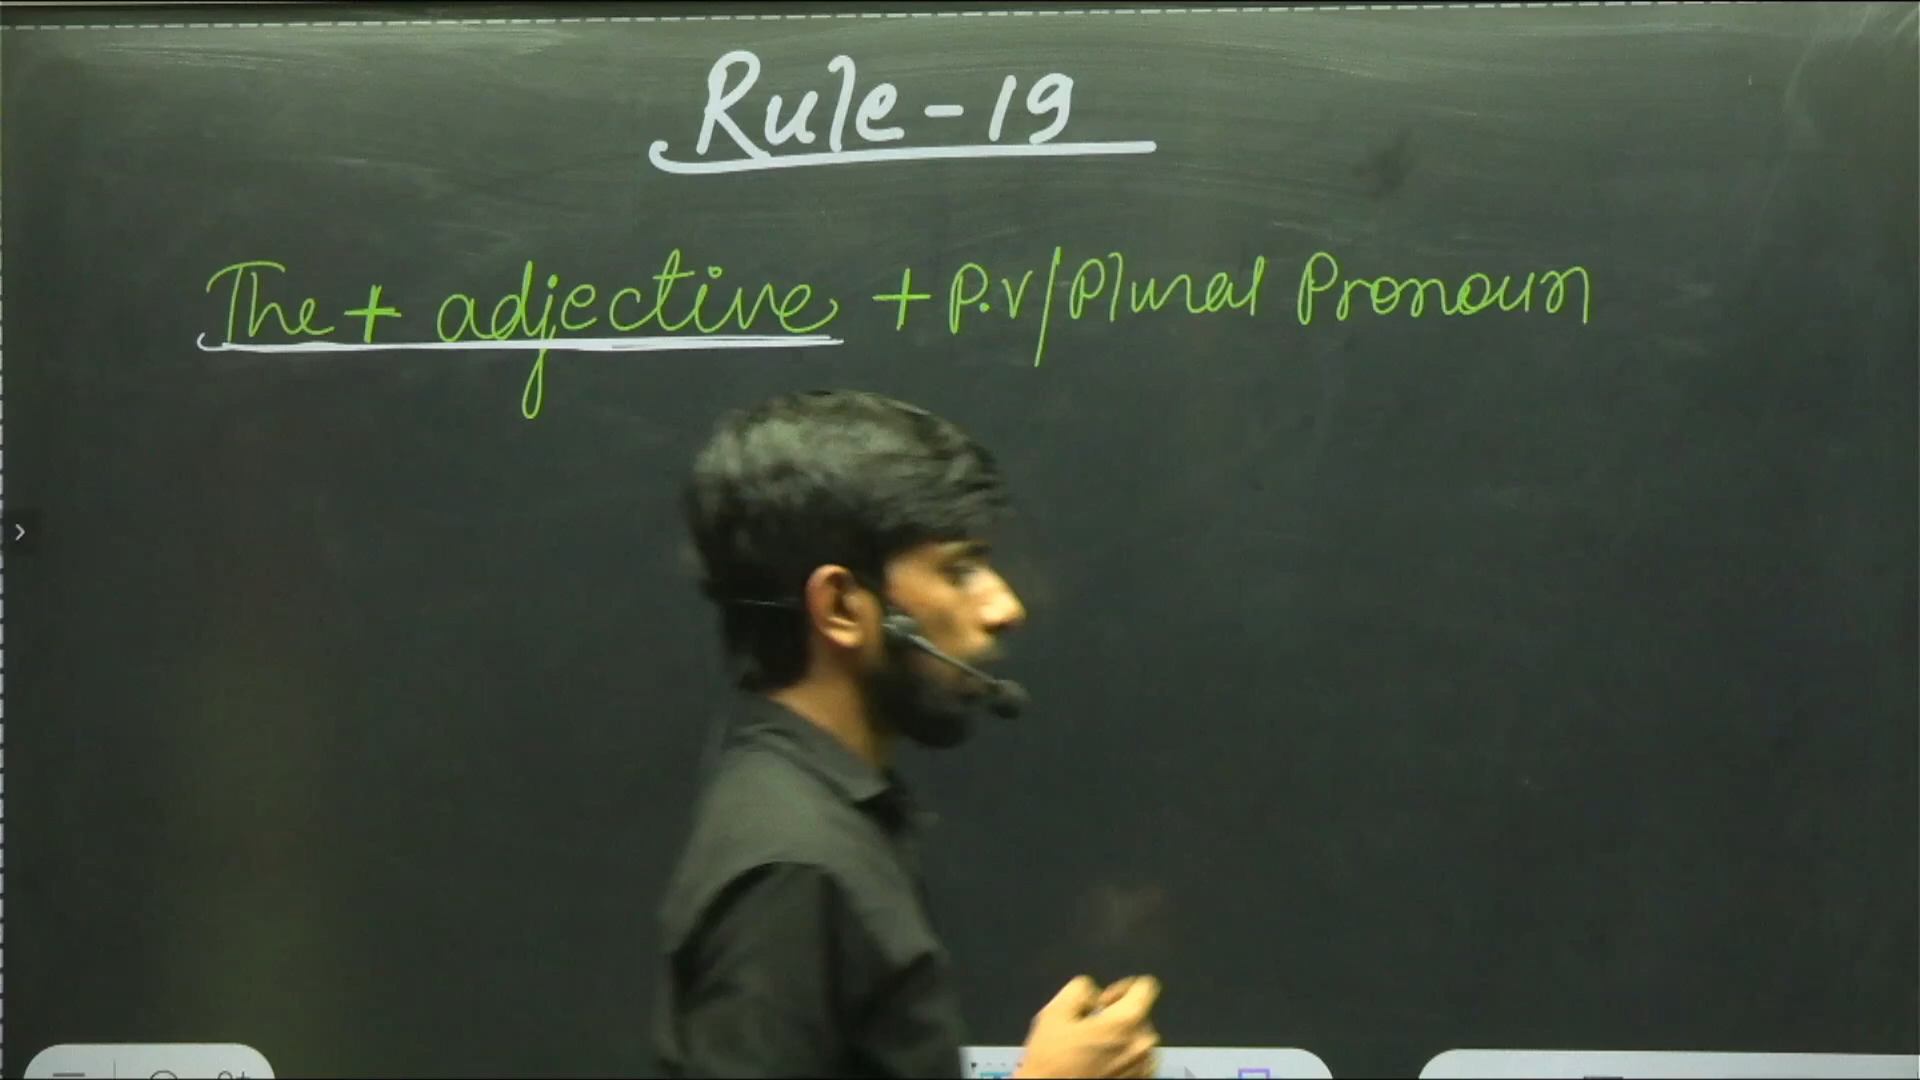 Rule-19
The + adjective + P.V/Plural Pronoun